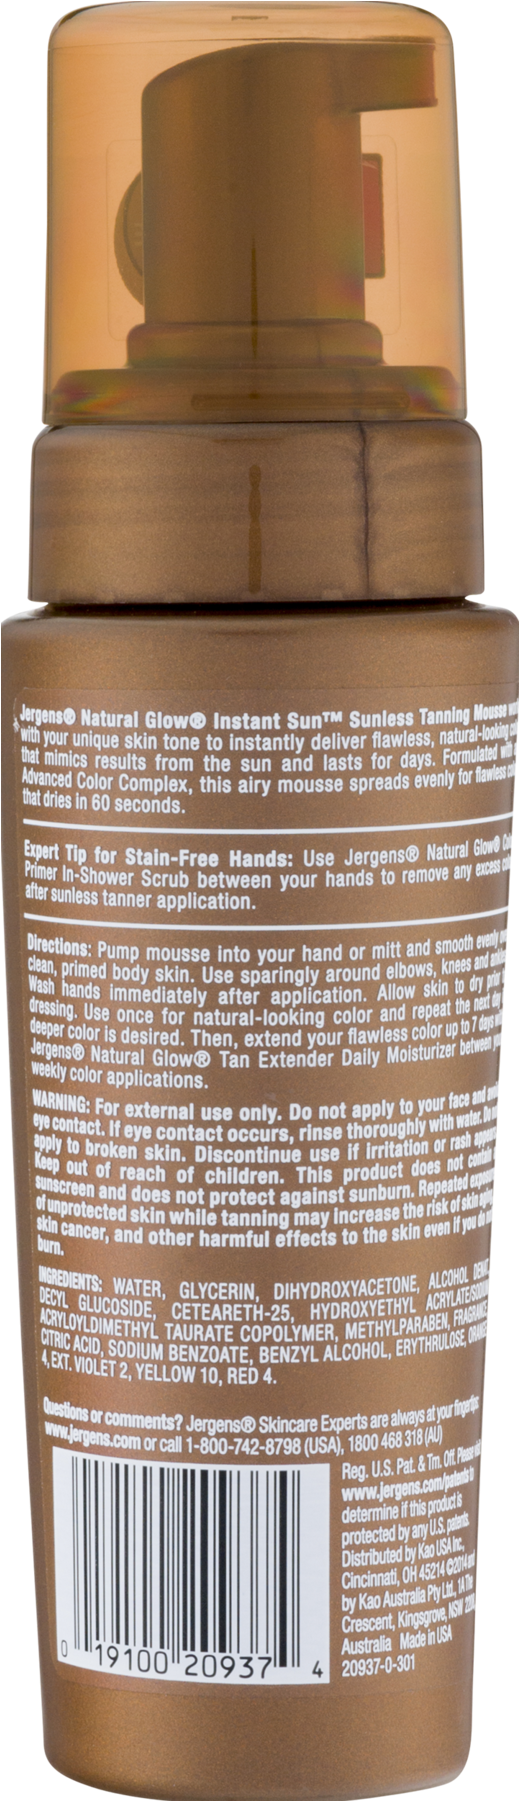 Jergens® Natural Glow® Instant Sun™ Sunless Tanning Mousse
with your unique skin tone to instantly deliver flawless, natural-looking
that mimics results from the sun and lasts for days. Formulated with
Advanced Color Complex, this airy mousse spreads evenly for flawless
that dries in 60 seconds.
Expert Tip for Stain-Free Hands: Use Jergens® Natural Glow®
Primer In-Shower Scrub between your hands to remove any excess
after sunless tanner application.
Directions: Pump mousse into your hand or mitt and smooth evenly
clean, primed body skin. Use sparingly around elbows, knees and
Wash hands immediately after application. Allow skin to dry
dressing. Use once for natural-looking color and repeat the next day
deeper color is desired. Then, extend your flawless color up to 7 days
Jergens® Natural Glow® Tan Extender Daily Moisturizer between
weekly color applications.
WARNING: For external use only. Do not apply to your face and
eye contact. If eye contact occurs, rinse thoroughly with water. Do
apply to broken skin. Discontinue use if irritation or rash
Keep out of reach of children. This product does not contain
sunscreen and does not protect against sunburn. Repeated
of unprotected skin while tanning may increase the risk of skin
skin cancer, and other harmful effects to the skin even if you do
burn.
INGREDIENTS: WATER, GLYCERIN, DIHYDROXYACETONE, ALCOHOL
DECYL GLUCOSIDE, CETEARETH-25, HYDROXYETHYL
ACRYLOYLDIMETHYL TAURATE COPOLYMER, METHYLPARABEN, FRAGRANCE,
CITRIC ACID, SODIUM BENZOATE, BENZYL ALCOHOL, ERYTHRULOSE,
4, EXT. VIOLET 2, YELLOW 10, RED 4.
Questions or comments? Jergens® Skincare Experts are always at your fingertips:
www.jergens.com or call 1-800-742-8798 (USA), 1800 468 318 (AU)
Reg. U.S. Pat. & Tm. Off. Please
www.jergens.com/patents to
determine if this product is
protected by any U.S. patents.
Distributed by Kao USA Inc.,
Cincinnati, OH 45214 ©2014 and
by Kao Australia Pty Ltd., 1A The
Crescent, Kingsgrove, NSW
Australia Made in USA
20937-0-301
0 19100 20937 4